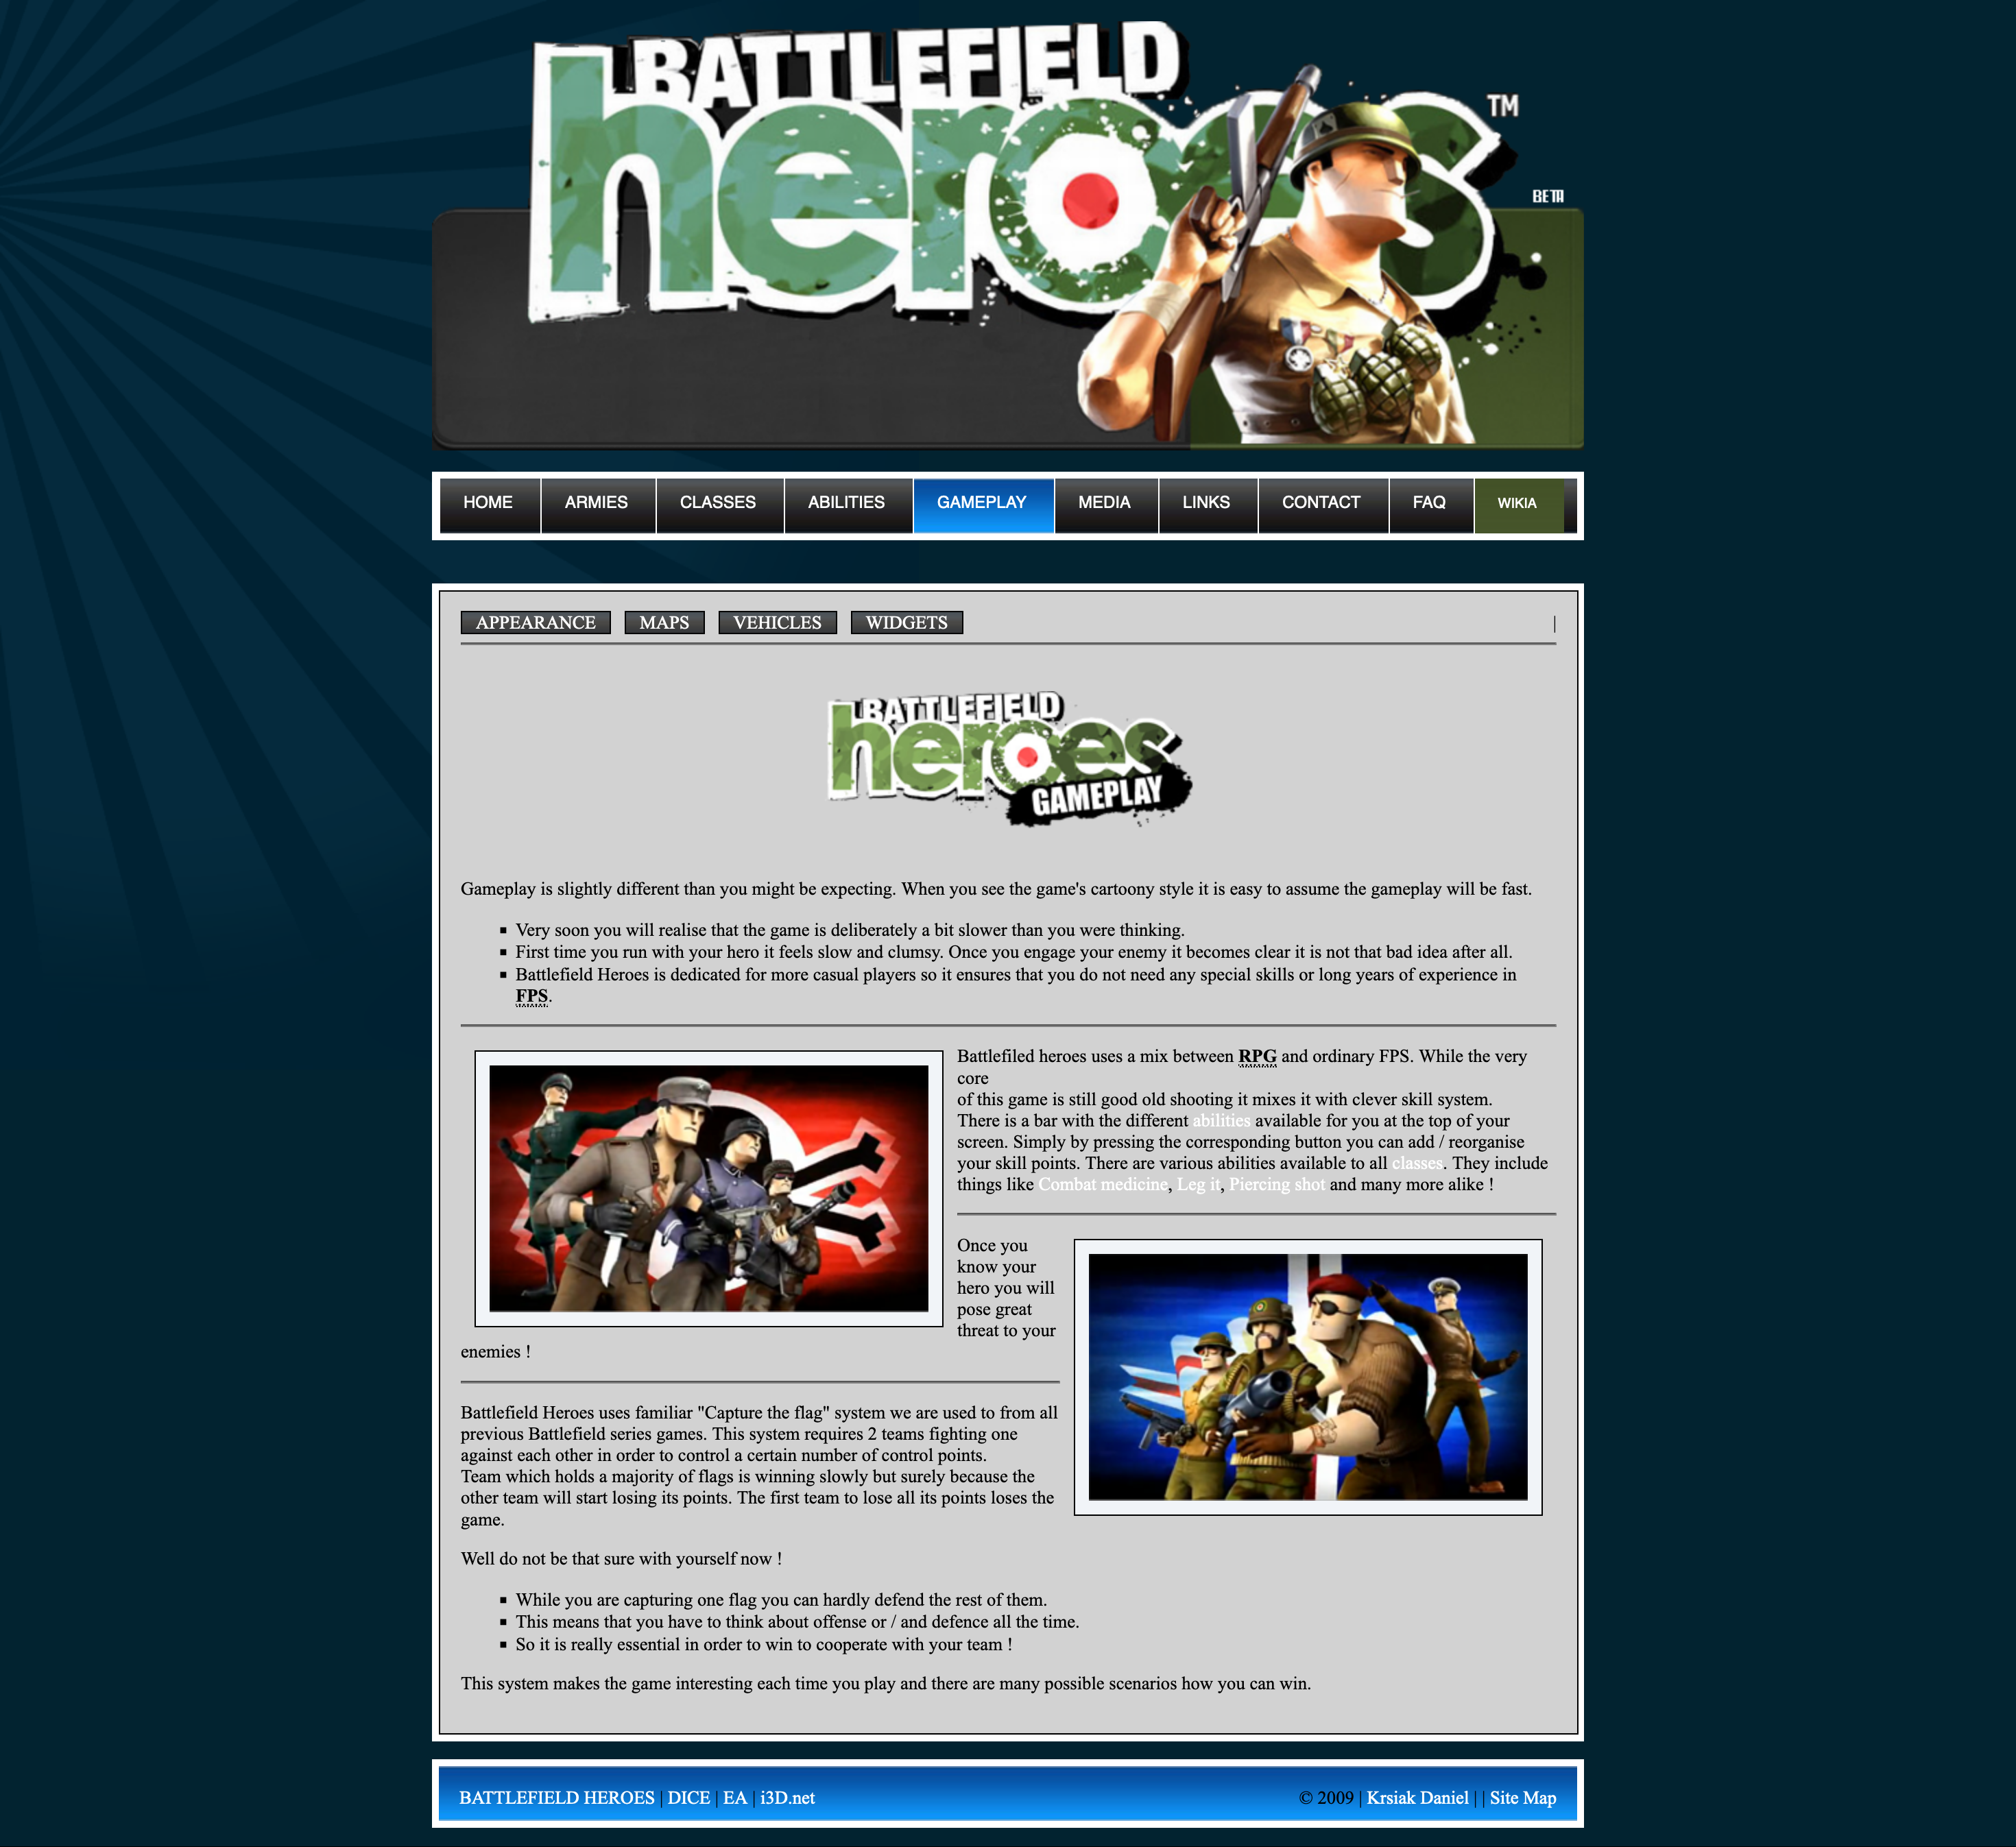 BATTLEFIELD
heroes
TM
BETA
HOME ARMIES CLASSES ABILITIES GAMEPLAY MEDIA LINKS CONTACT FAQ WIKIA
APPEARANCE MAPS VEHICLES WIDGETS |
BATTLEFIELD
heroes
GAMEPLAY
Gameplay is slightly different than you might be expecting. When you see the game's cartoony style it is easy to assume the gameplay will be fast.
Very soon you will realise that the game is deliberately a bit slower than you were thinking.
First time you run with your hero it feels slow and clumsy. Once you engage your enemy it becomes clear it is not that bad idea after all.
Battlefield Heroes is dedicated for more casual players so it ensures that you do not need any special skills or long years of experience in
FPS.
Battlefiled heroes uses a mix between RPG and ordinary FPS. While the very
core
of this game is still good old shooting it mixes it with clever skill system.
There is a bar with the different abilities available for you at the top of your
screen. Simply by pressing the corresponding button you can add / reorganise
your skill points. There are various abilities available to all classes. They include
things like Combat medicine, Leg it, Piercing shot and many more alike !
Once you
know your
hero you will
pose great
threat to your
enemies !
Battlefield Heroes uses familiar "Capture the flag" system we are used to from all
previous Battlefield series games. This system requires 2 teams fighting one
against each other in order to control a certain number of control points.
Team which holds a majority of flags is winning slowly but surely because the
other team will start losing its points. The first team to lose all its points loses the
game.
Well do not be that sure with yourself now !
While you are capturing one flag you can hardly defend the rest of them.
This means that you have to think about offense or / and defence all the time.
So it is really essential in order to win to cooperate with your team !
This system makes the game interesting each time you play and there are many possible scenarios how you can win.
BATTLEFIELD HEROES | DICE | EA | i3D.net
© 2009 | Krsiak Daniel | | Site Map